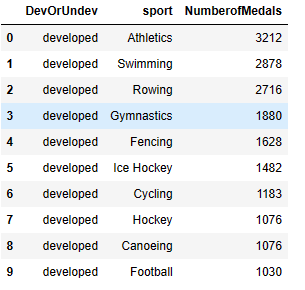 DevOrUndev sport NumberofMedals
0 developed Athletics 3212
1 developed Swimming 2878
2 developed Rowing 2716
3 developed Gymnastics 1880
4 developed Fencing 1628
5 developed Ice Hockey 1482
6 developed Cycling 1183
7 developed Hockey 1076
8 developed Canoeing 1076
9 developed Football 1030